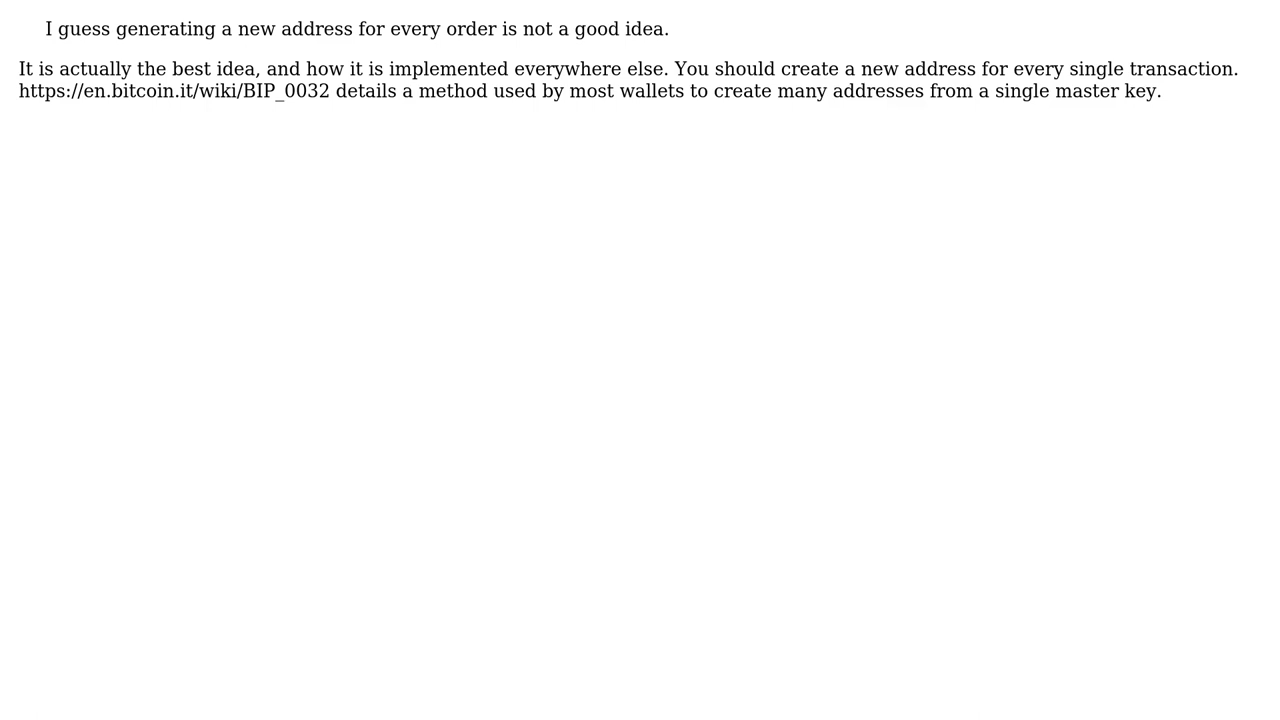 I guess generating a new address for every order is not a good idea.
It is actually the best idea, and how it is implemented everywhere else. You should create a new address for every single transaction.
https://en.bitcoin.it/wiki/BIP_0032 details a method used by most wallets to create many addresses from a single master key.